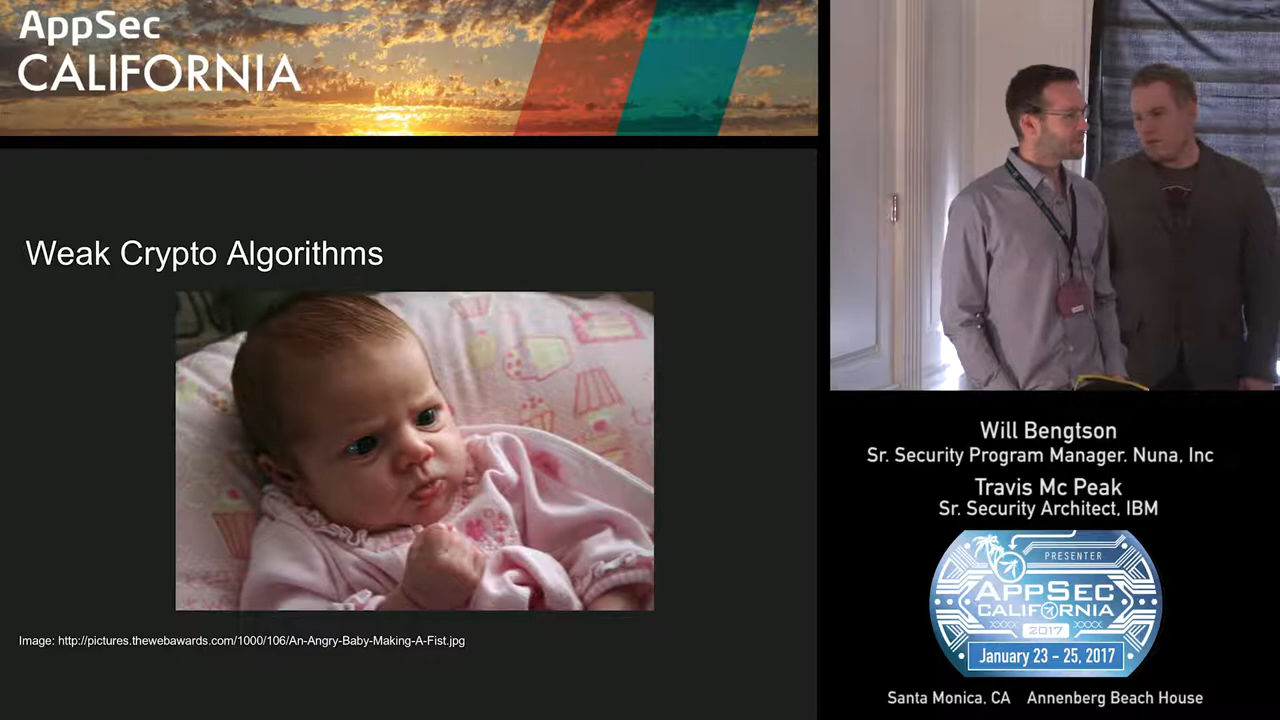 AppSec
CALIFORNIA
Weak Crypto Algorithms
Image: http://pictures.thewebawards.com/1000/106/An-Angry-Baby-Making-A-Fist.jpg
Will Bengtson
Sr. Security Program Manager. Nuna, Inc
Travis Mc Peak
Sr. Security Architect, IBM
PRESENTER
APPSEC
CALIFORNIA
2017
January 23 - 25, 2017
Santa Monica, CA Annenberg Beach House